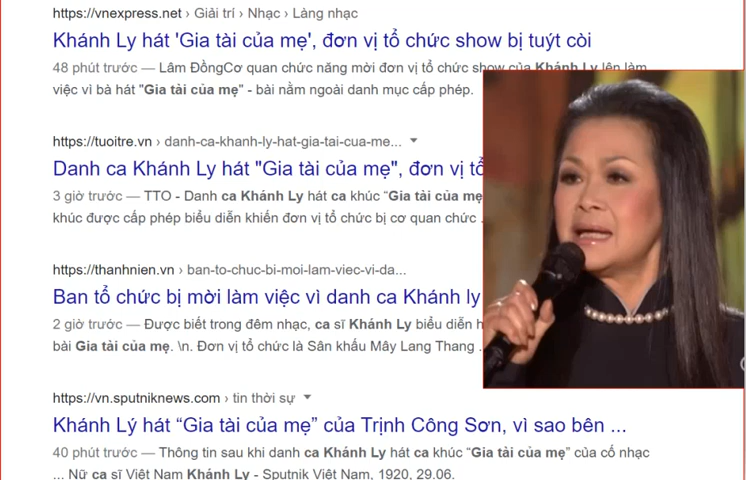 https://vnexpress.net › Giải trí › Nhạc › Làng nhạc
Khánh Ly hát 'Gia tài của mẹ', đơn vị tổ chức show bị tuýt còi
48 phút trước — Lâm ĐồngCơ quan chức năng mời đơn vị tổ chức show của Khánh Ly lên làm
việc vì bà hát "Gia tài của mẹ" - bài nằm ngoài danh mục cấp phép.
https://tuoitre.vn › danh-ca-khanh-ly-hat-gia-tai-cua-me...
Danh ca Khánh Ly hát "Gia tài của mẹ", đơn vị tổ
3 giờ trước — TTO - Danh ca Khánh Ly hát ca khúc “Gia tài của mẹ
khúc được cấp phép biểu diễn khiến đơn vị tổ chức bị cơ quan chức
https://thanhnien.vn › ban-to-chuc-bi-moi-lam-viec-vi-da...
Ban tổ chức bị mời làm việc vì danh ca Khánh ly
2 giờ trước — Được biết trong đêm nhạc, ca sĩ Khánh Ly biểu diễn
bài Gia tài của mẹ. \n. Đơn vị tổ chức là Sân khấu Mây Lang Thang .
https://vn.sputniknews.com › tin thời sự
Khánh Lý hát “Gia tài của mẹ” của Trịnh Công Sơn, vì sao bên ...
40 phút trước — Thông tin sau khi danh ca Khánh Ly hát ca khúc “Gia tài của mẹ” của cố nhạc
... Nữ ca sĩ Việt Nam Khánh Ly - Sputnik Việt Nam, 1920, 29.06.